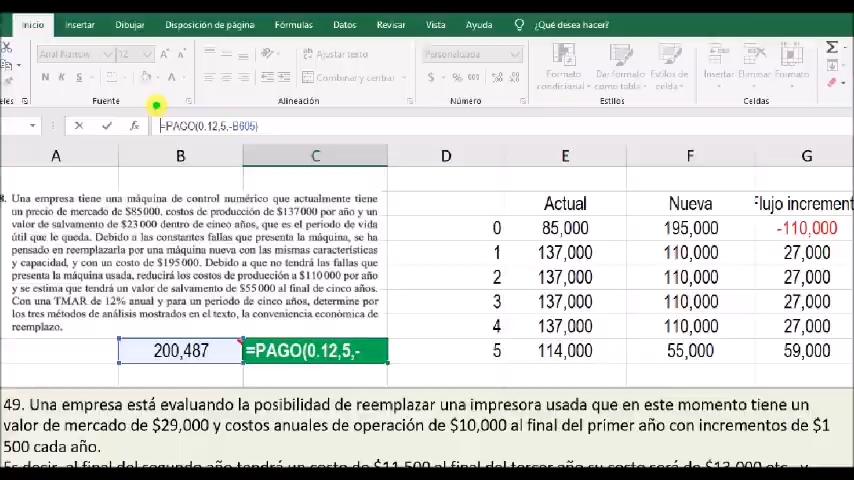 Inicio Insertar Dibujar Disposición de página Fórmulas Datos Revisar Vista Ayuda ¿Qué desea hacer?
Arial Narrow 12 A A ab Ajustar texto Personalizada Σ
N K S A Combinar y centrar $ % Formato condicional Dar formato como tabla Estilos de celda Insertar Eliminar Formato
Fuente Alineación Número Estilos Celdas
fx =PAGO(0.12,5,-B605)
A B C D E F G
Actual Nueva Flujo increment
8. Una empresa tiene una máquina de control numérico que actualmente tiene
un precio de mercado de $85000, costos de producción de $137000 por año y un
valor de salvamento de $23000 dentro de cinco años, que es el periodo de vida
útil que le queda. Debido a las constantes fallas que presenta la máquina, se ha
pensado en reemplazarla por una máquina nueva con las mismas características
y capacidad, y con un costo de $195000. Debido a que no tendrá las fallas que
presenta la máquina usada, reducirá los costos de producción a $110000 por año
y se estima que tendrá un valor de salvamento de $55000 al final de cinco años.
Con una TMAR de 12% anual y para un periodo de cinco años, determine por
los tres métodos de análisis mostrados en el texto, la conveniencia económica de
reemplazo.
0 85,000 195,000 -110,000
1 137,000 110,000 27,000
2 137,000 110,000 27,000
3 137,000 110,000 27,000
4 137,000 110,000 27,000
200,487 =PAGO(0.12,5,- 5 114,000 55,000 59,000
49. Una empresa está evaluando la posibilidad de reemplazar una impresora usada que en este momento tiene un
valor de mercado de $29,000 y costos anuales de operación de $10,000 al final del primer año con incrementos de $1
500 cada año.
Es decir, al final del segundo año tendrá un costo de $11,500 al final del tercer año su costo será de $13,000 etc., y